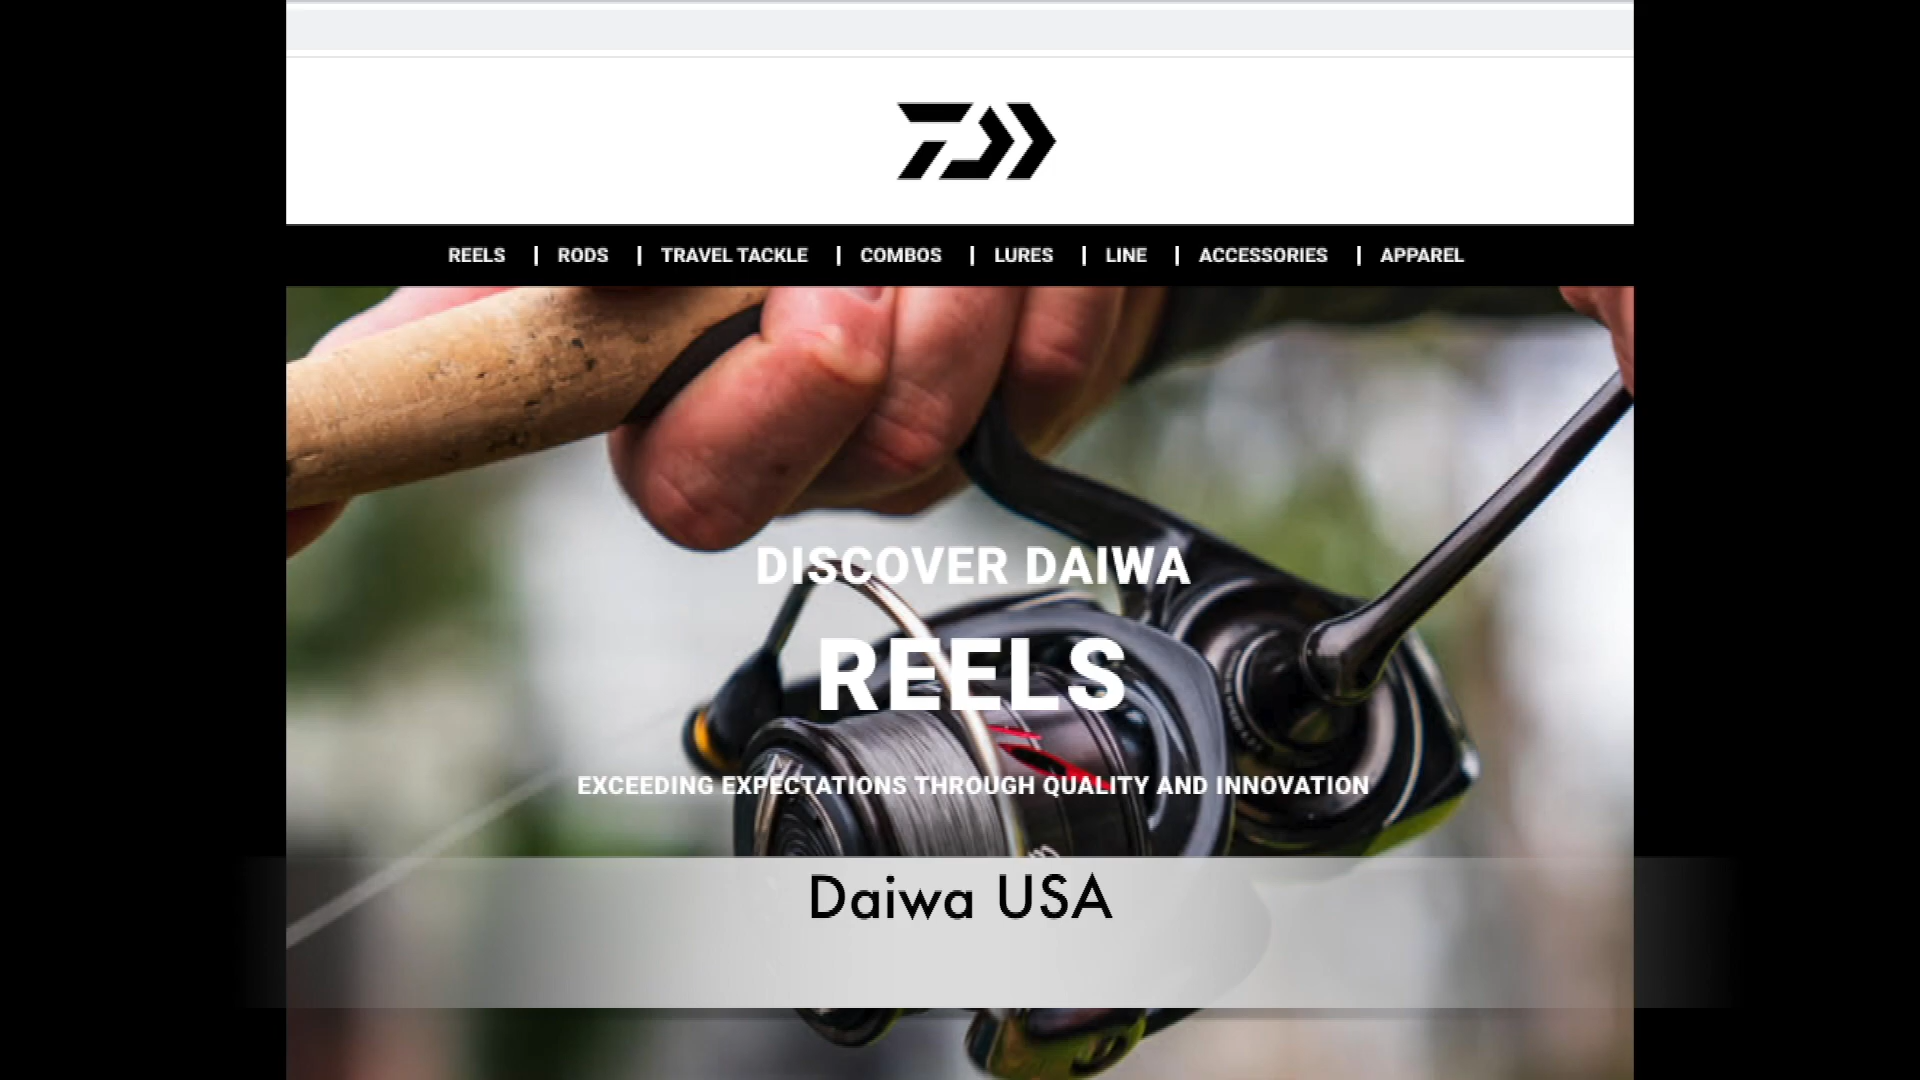 REELS | RODS | TRAVEL TACKLE | COMBOS | LURES | LINE | ACCESSORIES | APPAREL
DISCOVER DAIWA
REELS
EXCEEDING EXPECTATIONS THROUGH QUALITY AND INNOVATION
Daiwa USA